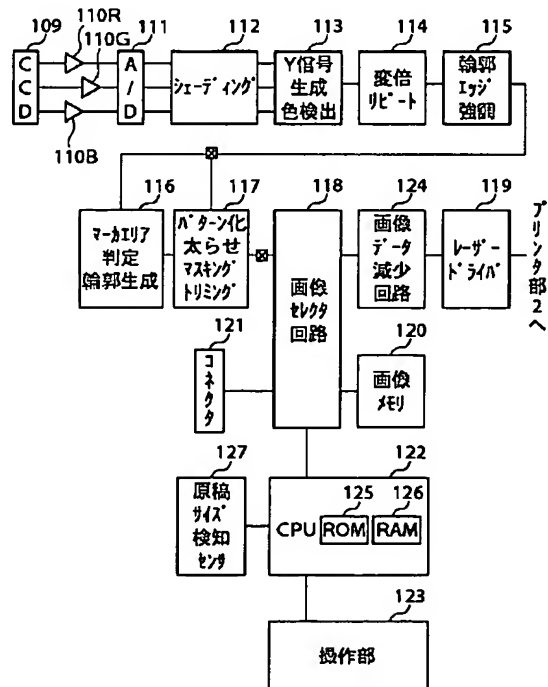 110R
110G
109
111
112
113
114
115
CCD
A/D
シェーディング
Y信号
生成
色検出
変倍
リピート
輪郭
エッジ
強調
110B
116
117
118
124
119
マーカエリア
判定
輪郭生成
パターン化
太らせ
マスキング
トリミング
画像
セレクタ
回路
画像
データ
減少
回路
レーザー
ドライバ
プリンタ部2へ
121
コネクタ
120
画像
メモリ
127
原稿
サイズ
検知
センサ
122
125
126
CPU
ROM
RAM
123
操作部